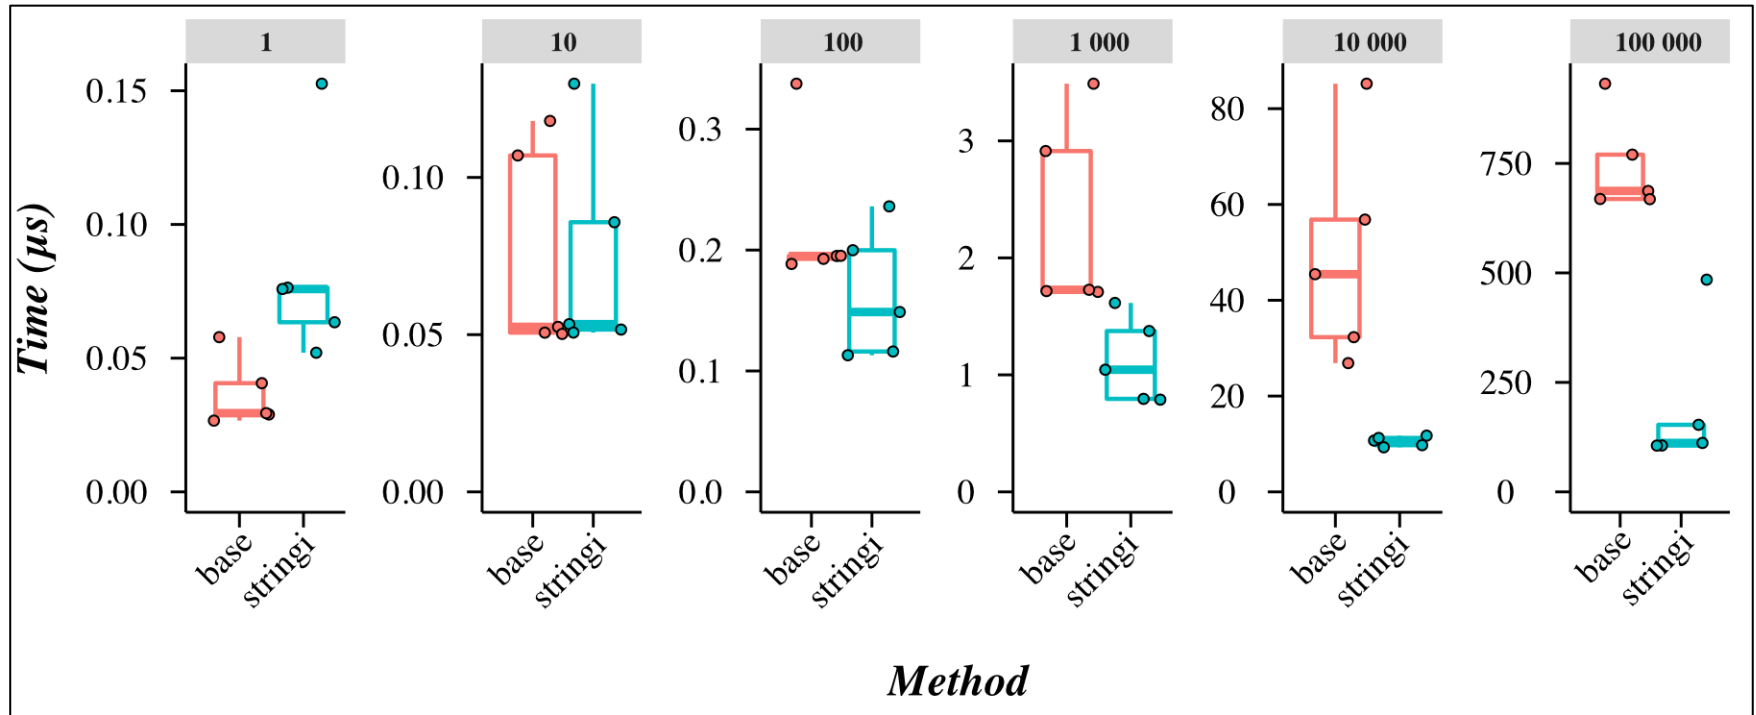 1
10
100
1 000
10 000
100 000
Time (µs)
0.15
0.10
0.05
0.00
0.10
0.05
0.00
0.3
0.2
0.1
0.0
3
2
1
0
80
60
40
20
0
750
500
250
0
base
stringi
base
stringi
base
stringi
base
stringi
base
stringi
base
stringi
Method